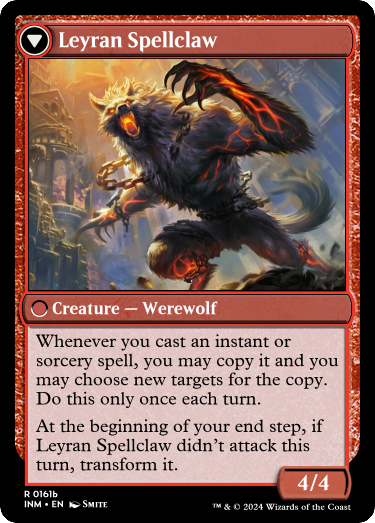 Leyran Spellclaw
Creature — Werewolf
Whenever you cast an instant or
sorcery spell, you may copy it and you
may choose new targets for the copy.
Do this only once each turn.
At the beginning of your end step, if
Leyran Spellclaw didn't attack this
turn, transform it.
4/4
R 0161b
INM • EN Smite
™ & © 2024 Wizards of the Coast